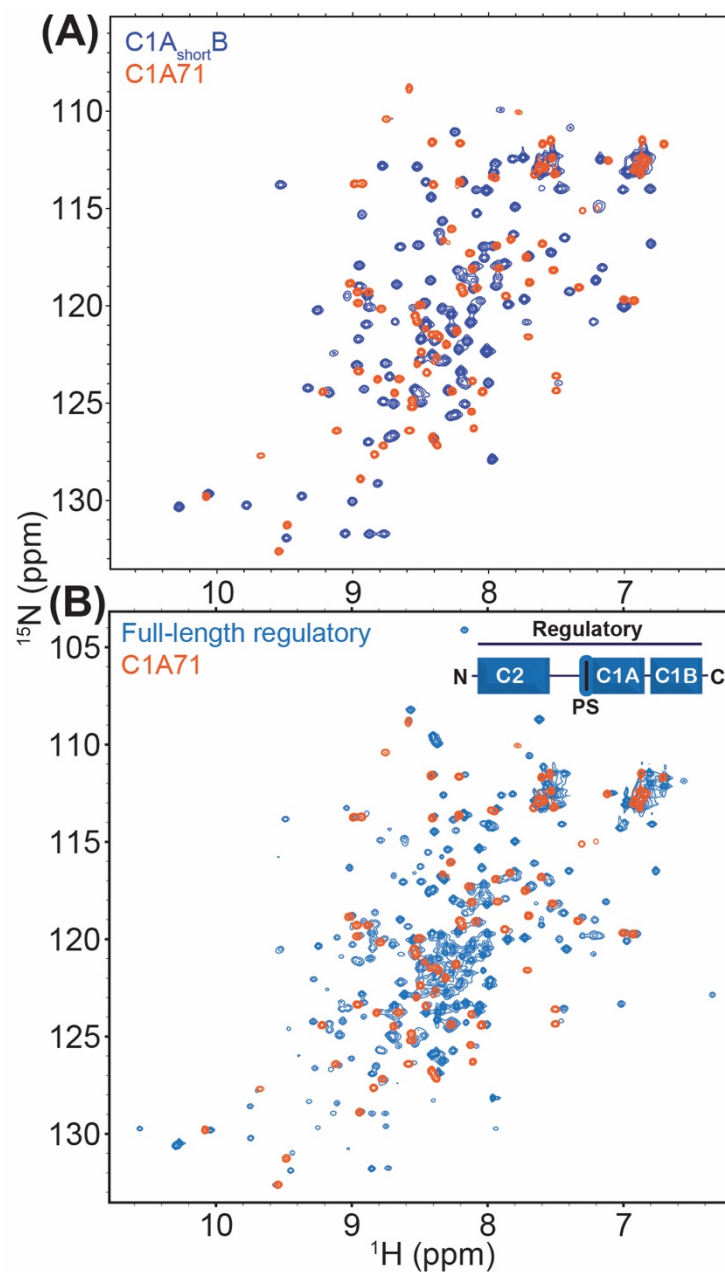 (A)
C1AshortB
C1A71
110
115
120
125
130
10 9 8 7
15N (ppm)
(B)
Full-length regulatory
C1A71
Regulatory
N C2 C1A C1B C
PS
105
110
115
120
125
130
10 9 8 7
1H (ppm)